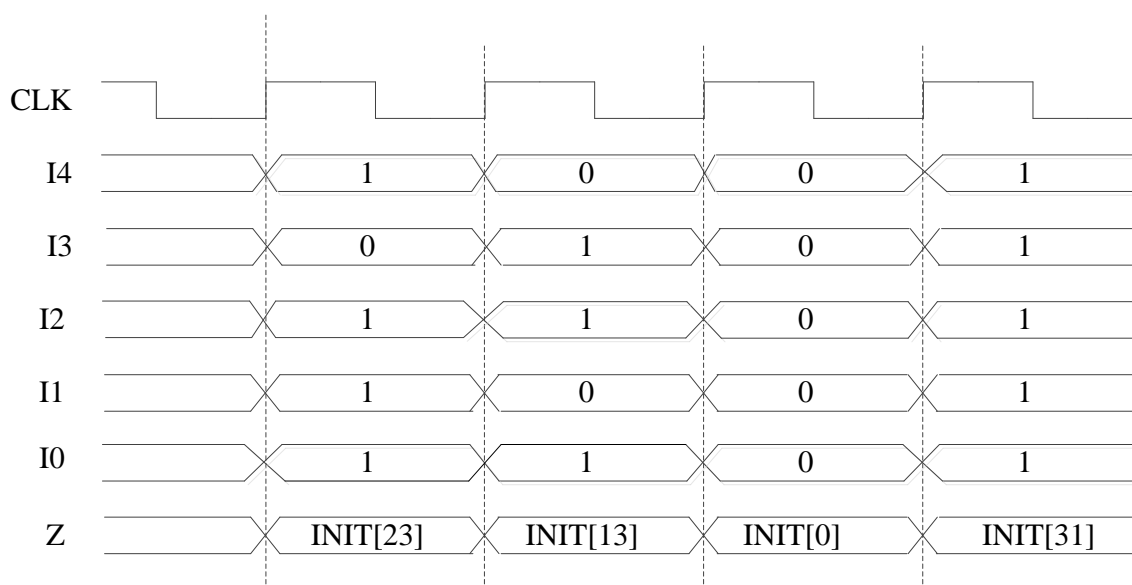 CLK
I4 1 0 0 1
I3 0 1 0 1
I2 1 1 0 1
I1 1 0 0 1
I0 1 1 0 1
Z INIT[23] INIT[13] INIT[0] INIT[31]